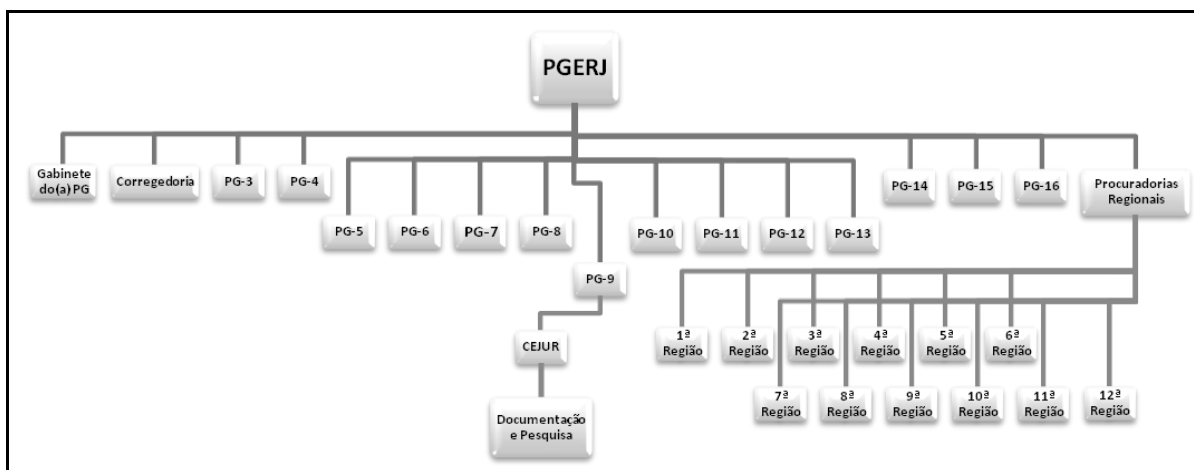 PGERJ
Gabinete
do(a) PG
Corregedoria
PG-3
PG-4
PG-14
PG-15
PG-16
Procuradorias
Regionais
PG-5
PG-6
PG-7
PG-8
PG-10
PG-11
PG-12
PG-13
PG-9
CEJUR
Documentação
e Pesquisa
1ª
Região
2ª
Região
3ª
Região
4ª
Região
5ª
Região
6ª
Região
7ª
Região
8ª
Região
9ª
Região
10ª
Região
11ª
Região
12ª
Região